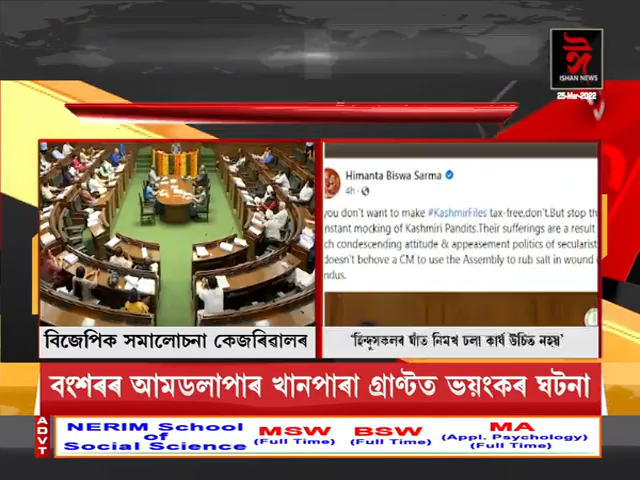 ISHAN NEWS
25-Mar-2022
Himanta Biswa Sarma
4h
you don't want to make #KashmirFiles tax-free,don't.But stop th
nstant mocking of Kashmiri Pandits.Their sufferings are a result
ch condescending attitude & appeasement politics of secularist
doesn't behove a CM to use the Assembly to rub salt in wound
ndus.
বিজেপিক সমালোচনা কেজৰিৱালৰ
‘হিন্দুসকলৰ ঘাঁত নিমখ ঢলা কাৰ্য উচিত নহয়’
বংশৰৰ আমডলাপাৰ খানপাৰা গ্ৰাণ্টত ভয়ংকৰ ঘটনা
ADVT
NERIM School
of
Social Science
MSW
(Full Time)
BSW
(Full Time)
MA
(Appl. Psychology)
(Full Time)